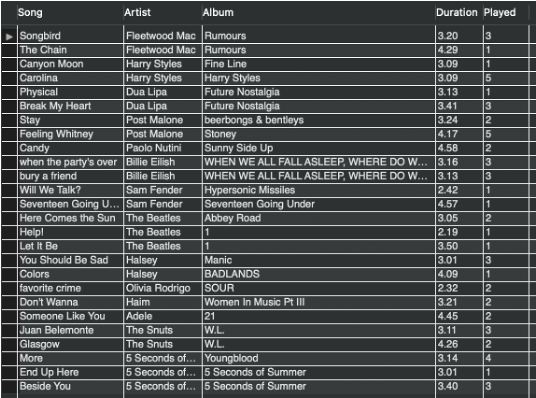 Song Artist Album Duration Played
Songbird Fleetwood Mac Rumours 3.20 3
The Chain Fleetwood Mac Rumours 4.29 1
Canyon Moon Harry Styles Fine Line 3.09 1
Carolina Harry Styles Harry Styles 3.09 5
Physical Dua Lipa Future Nostalgia 3.13 1
Break My Heart Dua Lipa Future Nostalgia 3.41 3
Stay Post Malone beerbongs & bentleys 3.24 2
Feeling Whitney Post Malone Stoney 4.17 5
Candy Paolo Nutini Sunny Side Up 4.58 2
when the party's over Billie Eilish WHEN WE ALL FALL ASLEEP, WHERE DO W... 3.16 3
bury a friend Billie Eilish WHEN WE ALL FALL ASLEEP, WHERE DO W... 3.13 3
Will We Talk? Sam Fender Hypersonic Missiles 2.42 1
Seventeen Going U... Sam Fender Seventeen Going Under 4.57 1
Here Comes the Sun The Beatles Abbey Road 3.05 2
Help! The Beatles 1 2.19 1
Let It Be The Beatles 1 3.50 1
You Should Be Sad Halsey Manic 3.01 3
Colors Halsey BADLANDS 4.09 1
favorite crime Olivia Rodrigo SOUR 2.32 2
Don't Wanna Haim Women In Music Pt III 3.21 2
Someone Like You Adele 21 4.45 2
Juan Belemonte The Snuts W.L. 3.11 3
Glasgow The Snuts W.L. 4.26 2
More 5 Seconds of... Youngblood 3.14 4
End Up Here 5 Seconds of... 5 Seconds of Summer 3.01 1
Beside You 5 Seconds of... 5 Seconds of Summer 3.40 3